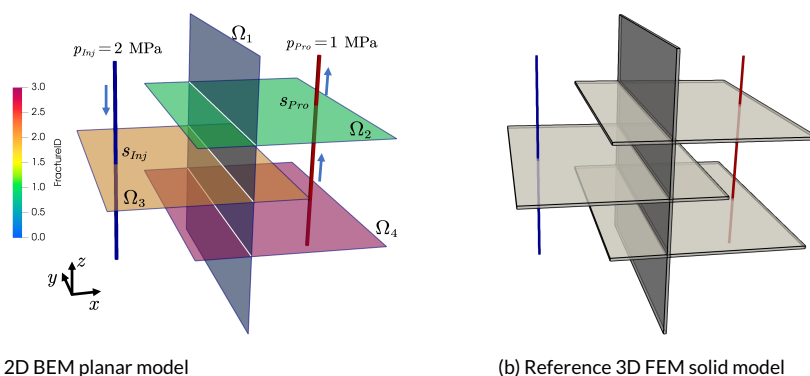 Ω₁
p_Inj = 2 MPa
p_Pro = 1 MPa
s_Pro
Ω₂
3.0
2.5
2.0
1.5
1.0
0.5
0.0
FractureID
s_Inj
Ω₃
Ω₄
z
y
x
2D BEM planar model
(b) Reference 3D FEM solid model